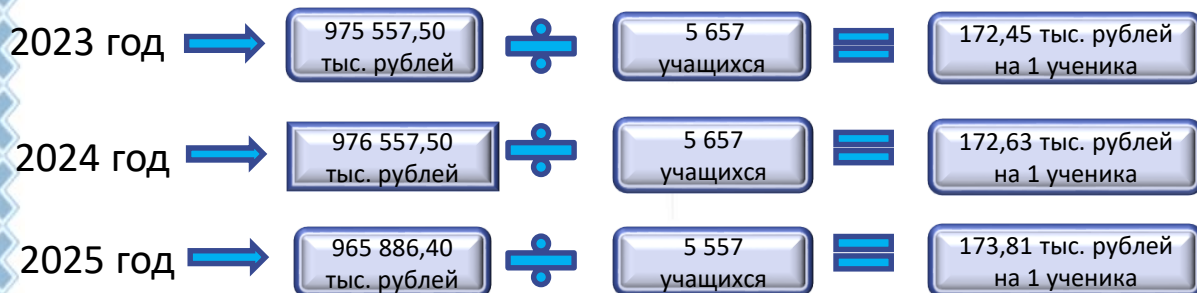 2023 год
975 557,50
тыс. рублей
5 657
учащихся
172,45 тыс. рублей
на 1 ученика
2024 год
976 557,50
тыс. рублей
5 657
учащихся
172,63 тыс. рублей
на 1 ученика
2025 год
965 886,40
тыс. рублей
5 557
учащихся
173,81 тыс. рублей
на 1 ученика